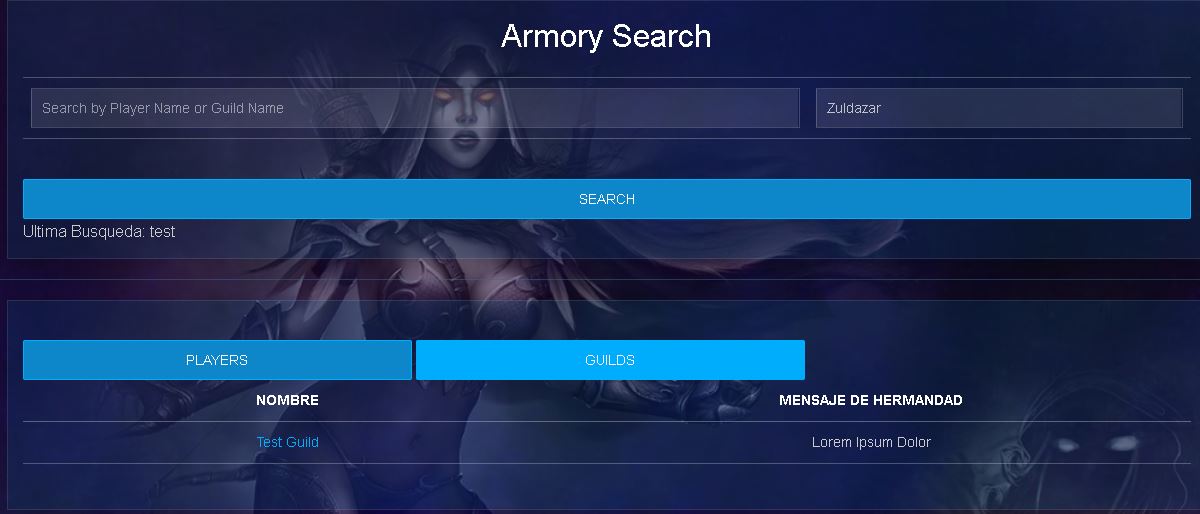 Armory Search
Search by Player Name or Guild Name
Zuldazar
SEARCH
Ultima Busqueda: test
PLAYERS GUILDS
NOMBRE MENSAJE DE HERMANDAD
Test Guild Lorem Ipsum Dolor